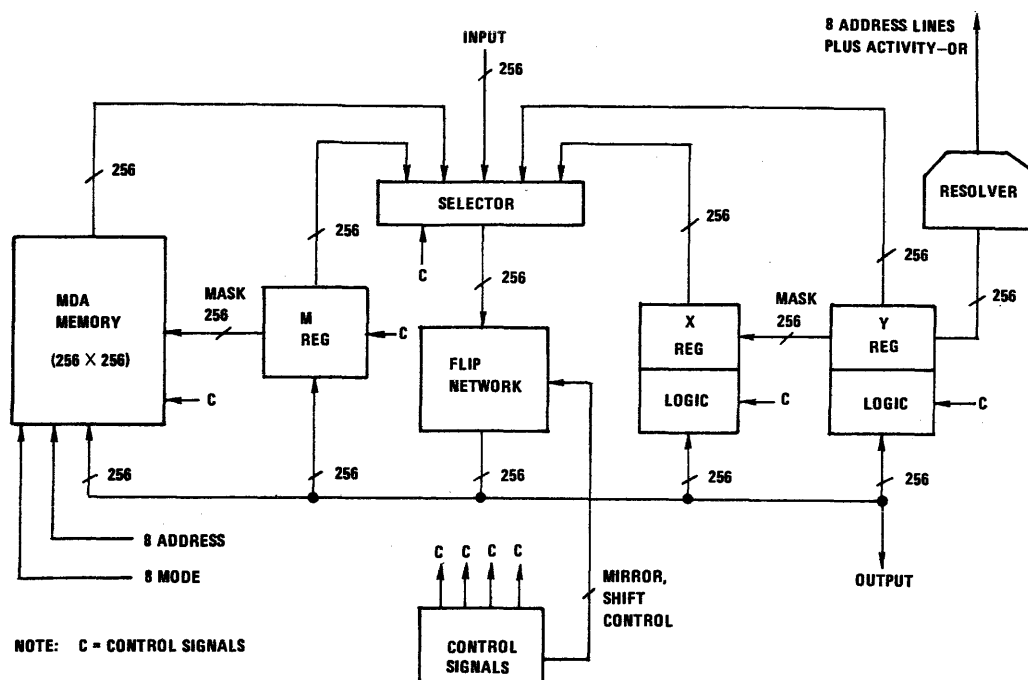 8 ADDRESS LINES
PLUS ACTIVITY-OR
INPUT
256
256
RESOLVER
SELECTOR
256
256
256
C
256
256
MDA
MEMORY
(256 X 256)
MASK
256
M
REG
C
FLIP
NETWORK
X
REG
MASK
256
Y
REG
C
LOGIC
C
LOGIC
C
256
256
256
256
256
8 ADDRESS
8 MODE
C C C C
MIRROR,
SHIFT
CONTROL
OUTPUT
CONTROL
SIGNALS
NOTE: C = CONTROL SIGNALS